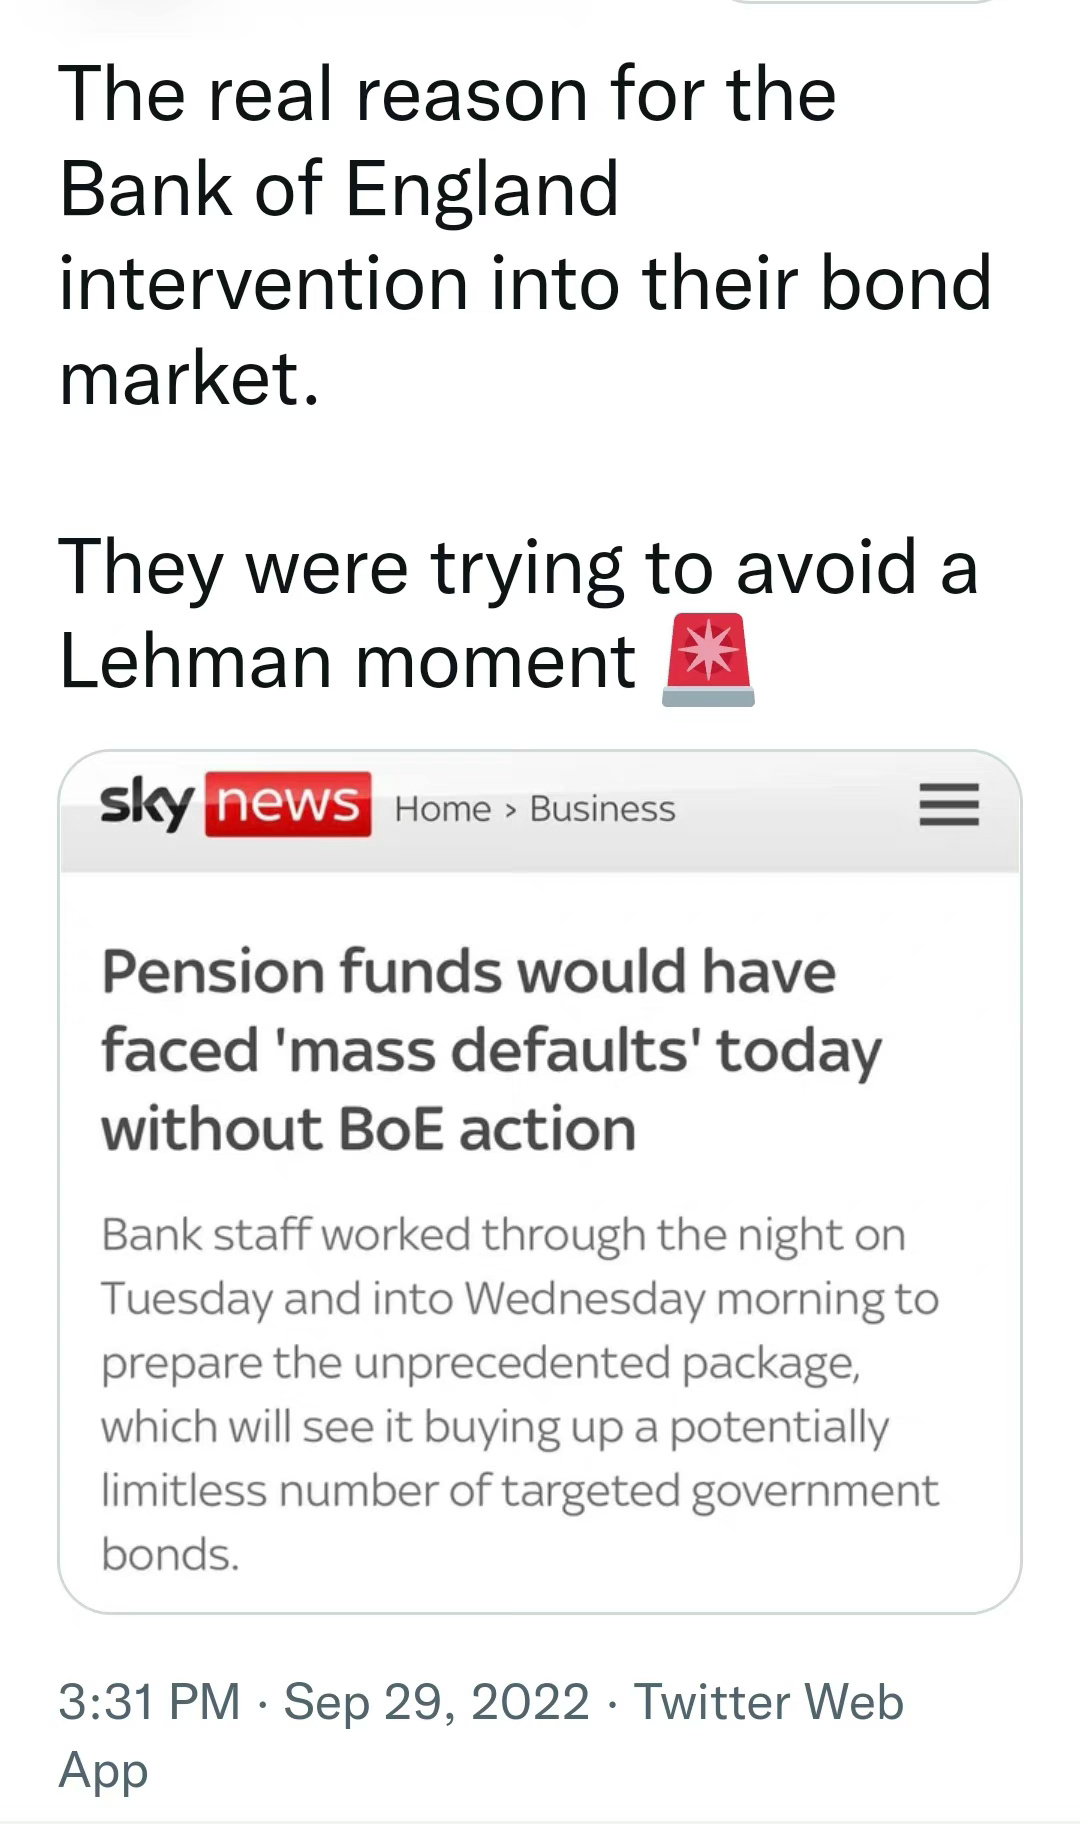 The real reason for the
Bank of England
intervention into their bond
market.
They were trying to avoid a
Lehman moment 🚨
sky news Home > Business
Pension funds would have
faced 'mass defaults' today
without BoE action
Bank staff worked through the night on
Tuesday and into Wednesday morning to
prepare the unprecedented package,
which will see it buying up a potentially
limitless number of targeted government
bonds.
3:31 PM · Sep 29, 2022 · Twitter Web
App